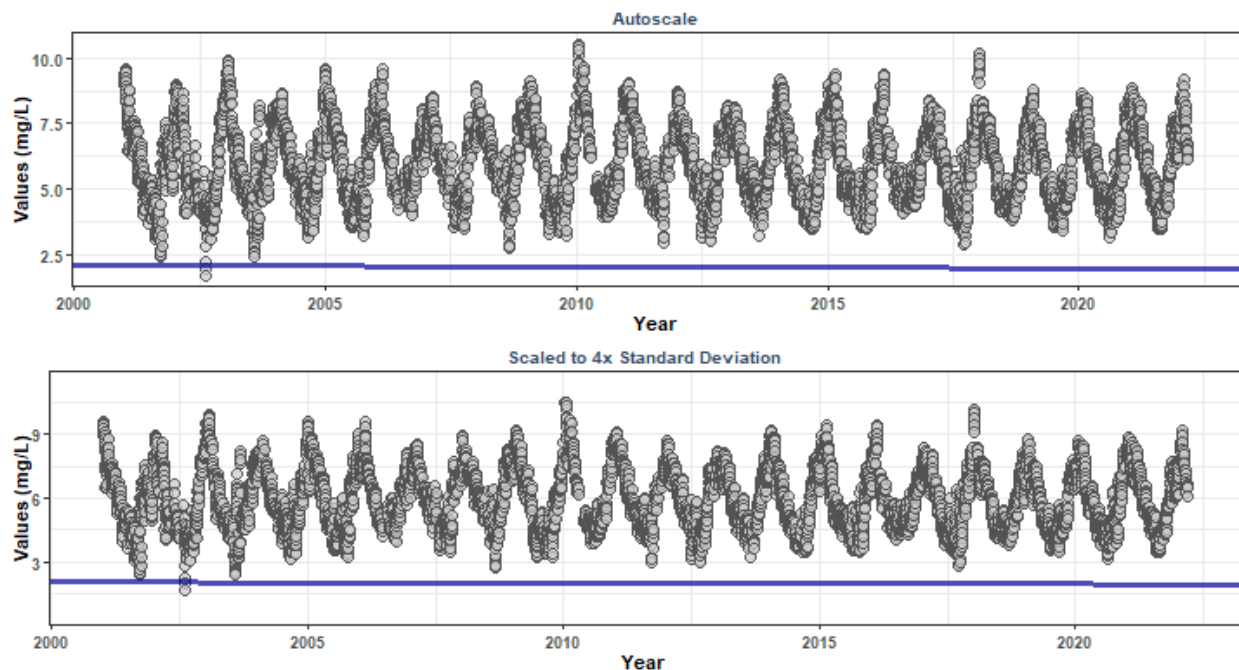 Autoscale
Values (mg/L)
10.0
7.5
5.0
2.5
2000 2005 2010 2015 2020
Year
Scaled to 4x Standard Deviation
Values (mg/L)
9
6
3
2000 2005 2010 2015 2020
Year